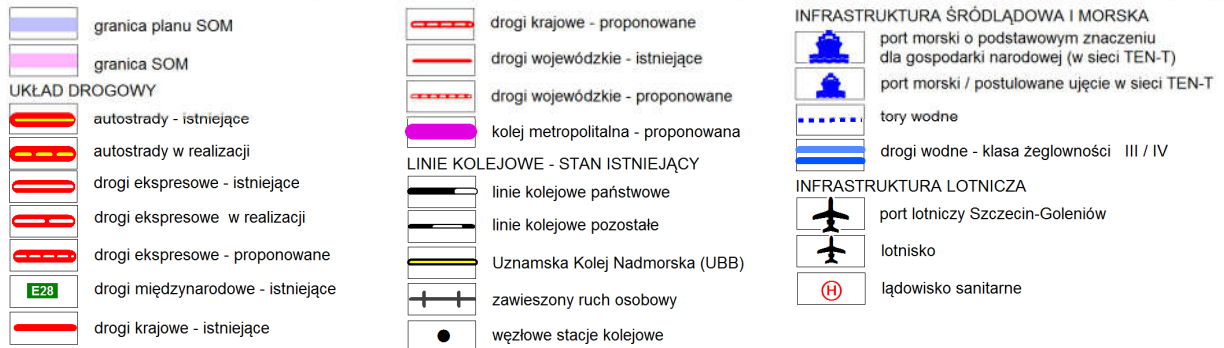 granica planu SOM
granica SOM
UKŁAD DROGOWY
autostrady - istniejące
autostrady w realizacji
drogi ekspresowe - istniejące
drogi ekspresowe w realizacji
drogi ekspresowe - proponowane
E28 drogi międzynarodowe - istniejące
drogi krajowe - istniejące
drogi krajowe - proponowane
drogi wojewódzkie - istniejące
drogi wojewódzkie - proponowane
kolej metropolitalna - proponowana
LINIE KOLEJOWE - STAN ISTNIEJĄCY
linie kolejowe państwowe
linie kolejowe pozostałe
Uznamska Kolej Nadmorska (UBB)
zawieszony ruch osobowy
węzłowe stacje kolejowe
INFRASTRUKTURA ŚRÓDLĄDOWA I MORSKA
port morski o podstawowym znaczeniu
dla gospodarki narodowej (w sieci TEN-T)
port morski / postulowane ujęcie w sieci TEN-T
tory wodne
drogi wodne - klasa żeglowności III / IV
INFRASTRUKTURA LOTNICZA
port lotniczy Szczecin-Goleniów
lotnisko
H lądowisko sanitarne